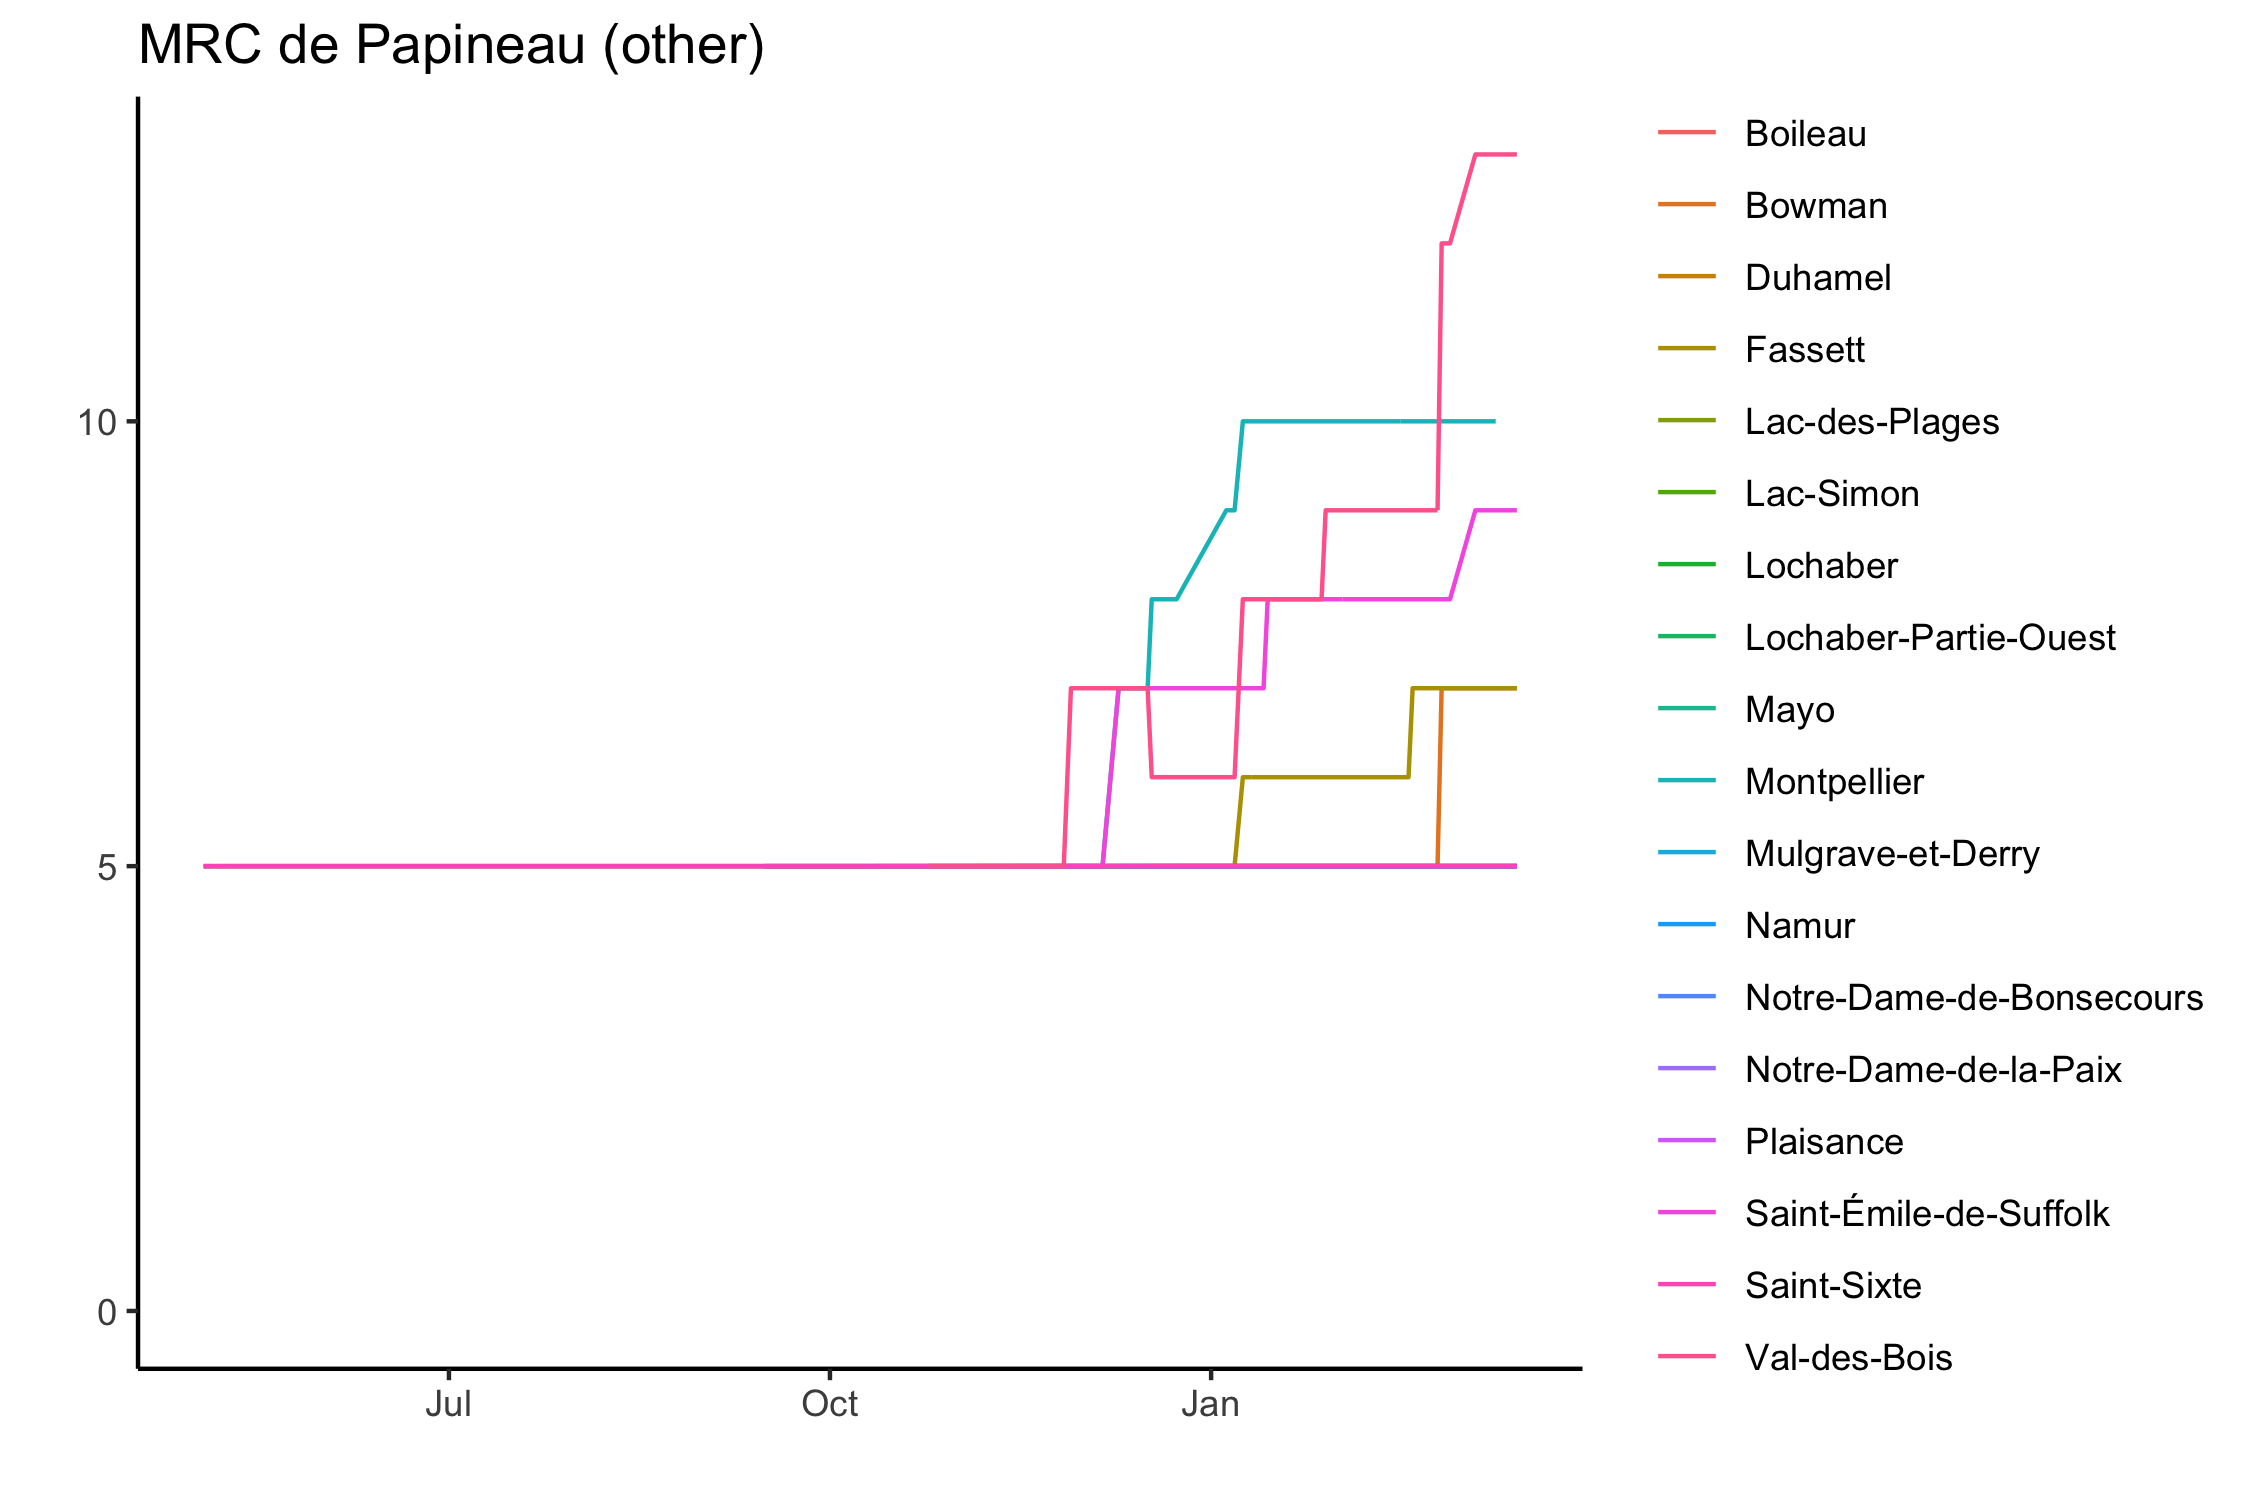 MRC de Papineau (other)
10
5
0
Jul
Oct
Jan
Boileau
Bowman
Duhamel
Fassett
Lac-des-Plages
Lac-Simon
Lochaber
Lochaber-Partie-Ouest
Mayo
Montpellier
Mulgrave-et-Derry
Namur
Notre-Dame-de-Bonsecours
Notre-Dame-de-la-Paix
Plaisance
Saint-Émile-de-Suffolk
Saint-Sixte
Val-des-Bois